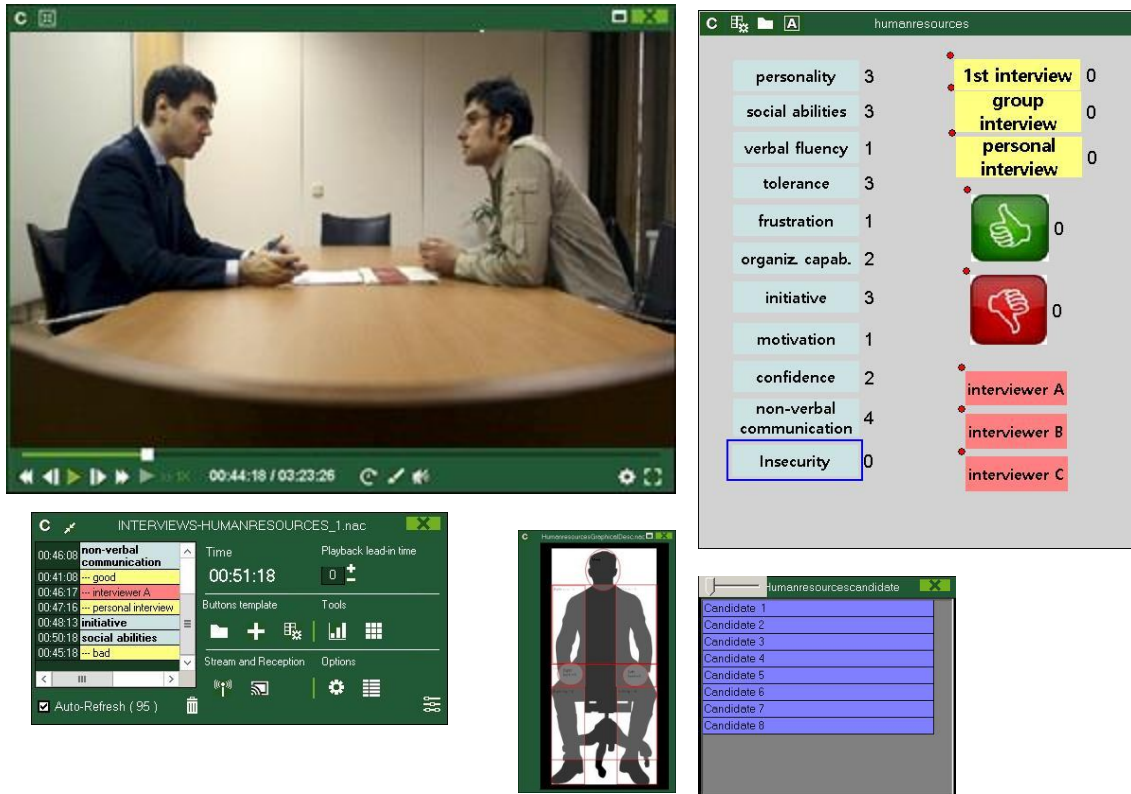 C
00:44:18 / 03:23:26
C A humanresources
personality 3
social abilities 3
verbal fluency 1
tolerance 3
frustration 1
organiz. capab. 2
initiative 3
motivation 1
confidence 2
non-verbal
communication 4
Insecurity 0
1st interview 0
group
interview 0
personal
interview 0
0
0
interviewer A
interviewer B
interviewer C
C INTERVIEWS-HUMANRESOURCES_1.nac X
00:46:08 non-verbal
communication
00:41:08 --- good
00:46:17 --- interviewer A
00:47:16 --- personal interview
00:48:13 initiative
00:50:18 social abilities
00:45:18 --- bad
Auto-Refresh ( 95 )
Time
00:51:18
Playback lead-in time
0
Buttons template
Tools
Stream and Reception
Options
C HumanresourcesGraphicalDesc.nac
Humanresourcescandidate X
Candidate 1
Candidate 2
Candidate 3
Candidate 4
Candidate 5
Candidate 6
Candidate 7
Candidate 8